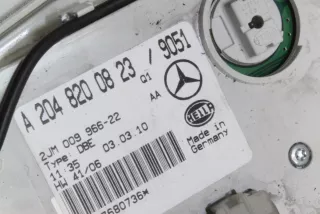 A 204 820 08 23 / 9051
01
AA
2JM 009 966-22
Type DBE
11.35 03.03.10
HW 41/06
HELLA
Made in
Germany